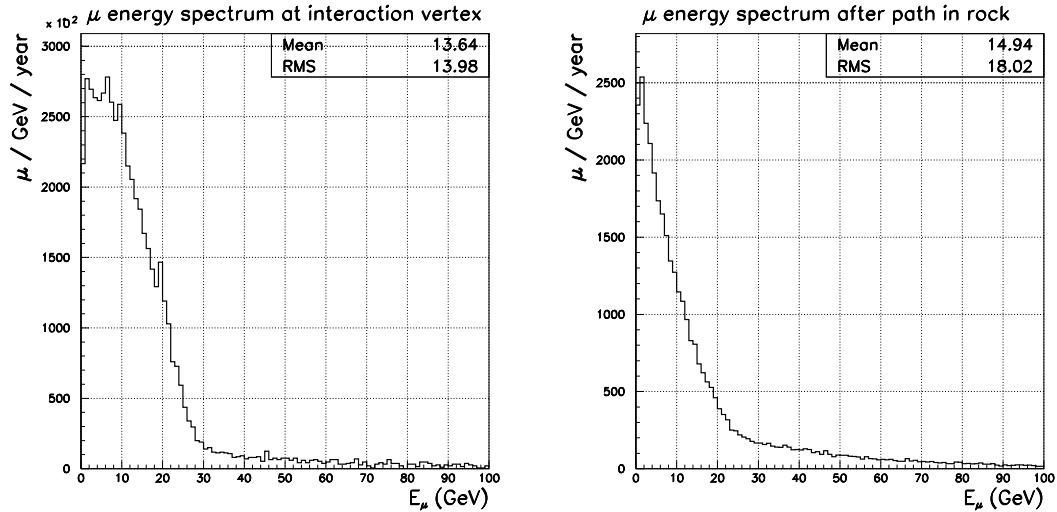 μ energy spectrum at interaction vertex
× 10²
μ / GeV / year
Mean 13.64
RMS 13.98
3000
2500
2000
1500
1000
500
0
0 10 20 30 40 50 60 70 80 90 100
Eμ (GeV)
μ energy spectrum after path in rock
μ / GeV / year
Mean 14.94
RMS 18.02
2500
2000
1500
1000
500
0
0 10 20 30 40 50 60 70 80 90 100
Eμ (GeV)